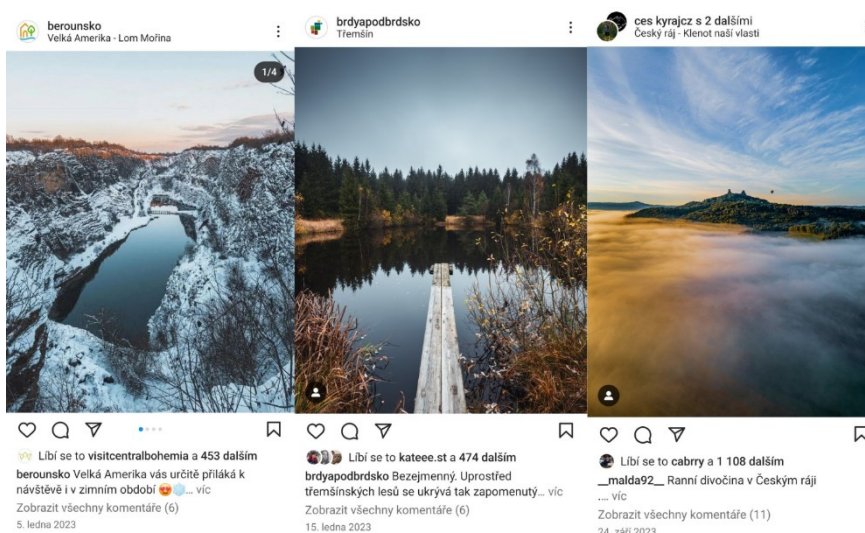 berounsko
Velká Amerika - Lom Mořina
1/4
Líbí se to visitcentralbohemia a 453 dalším
berounsko Velká Amerika vás určitě přiláká k
návštěvě i v zimním období 😍❄️... víc
Zobrazit všechny komentáře (6)
5. ledna 2023
brdyapodbrdsko
Třemšín
Líbí se to kateee.st a 474 dalším
brdyapodbrdsko Bezejmenný. Uprostřed
třemšínských lesů se ukrývá tak zapomenutý... víc
Zobrazit všechny komentáře (6)
15. ledna 2023
ces kyrajcz s 2 dalšími
Český ráj - Klenot naší vlasti
Líbí se to cabrry a 1 108 dalším
__malda92__ Ranní divočina v Českým ráji
.... víc
Zobrazit všechny komentáře (11)
24. září 2023